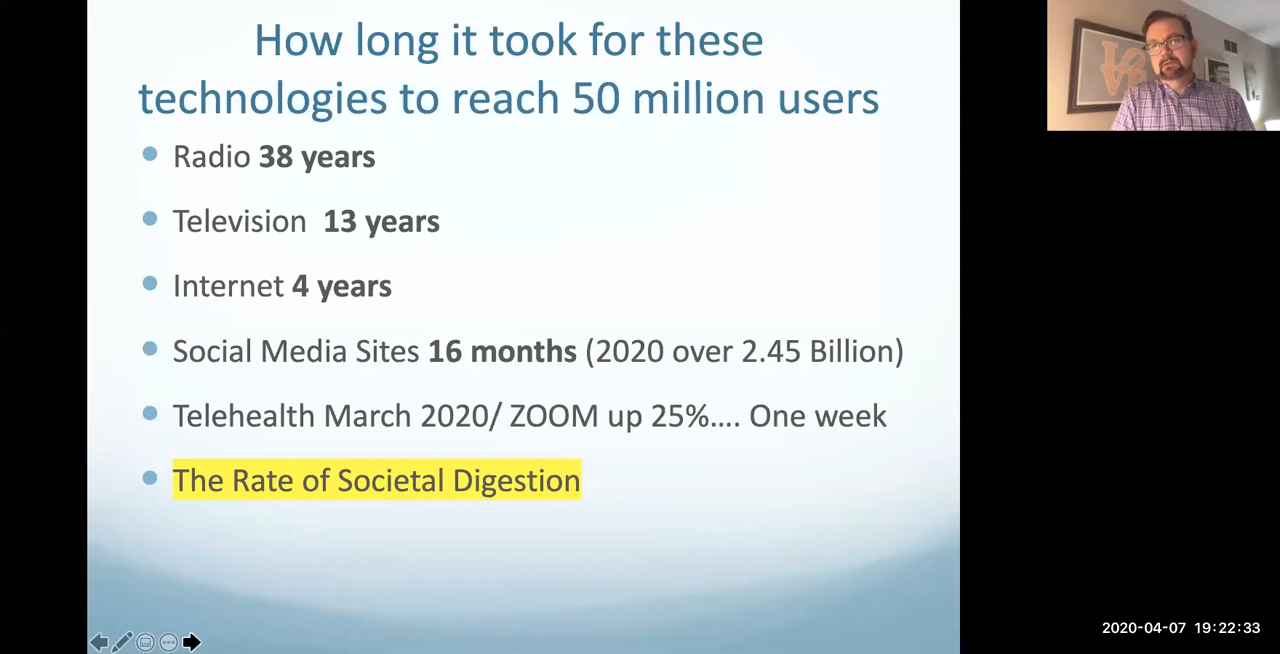 How long it took for these
technologies to reach 50 million users
Radio 38 years
Television 13 years
Internet 4 years
Social Media Sites 16 months (2020 over 2.45 Billion)
Telehealth March 2020/ ZOOM up 25%.... One week
The Rate of Societal Digestion
LOVE
2020-04-07 19:22:33